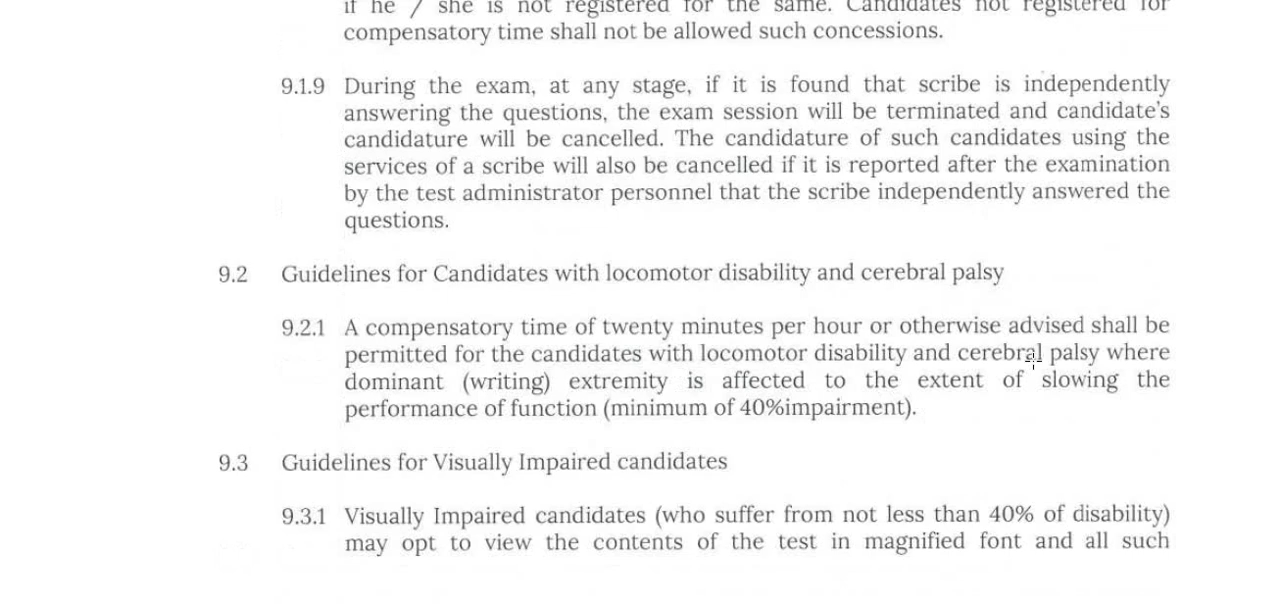 if he / she is not registered for the same. Candidates not registered for
compensatory time shall not be allowed such concessions.
9.1.9 During the exam, at any stage, if it is found that scribe is independently
answering the questions, the exam session will be terminated and candidate's
candidature will be cancelled. The candidature of such candidates using the
services of a scribe will also be cancelled if it is reported after the examination
by the test administrator personnel that the scribe independently answered the
questions.
9.2 Guidelines for Candidates with locomotor disability and cerebral palsy
9.2.1 A compensatory time of twenty minutes per hour or otherwise advised shall be
permitted for the candidates with locomotor disability and cerebral palsy where
dominant (writing) extremity is affected to the extent of slowing the
performance of function (minimum of 40%impairment).
9.3 Guidelines for Visually Impaired candidates
9.3.1 Visually Impaired candidates (who suffer from not less than 40% of disability)
may opt to view the contents of the test in magnified font and all such